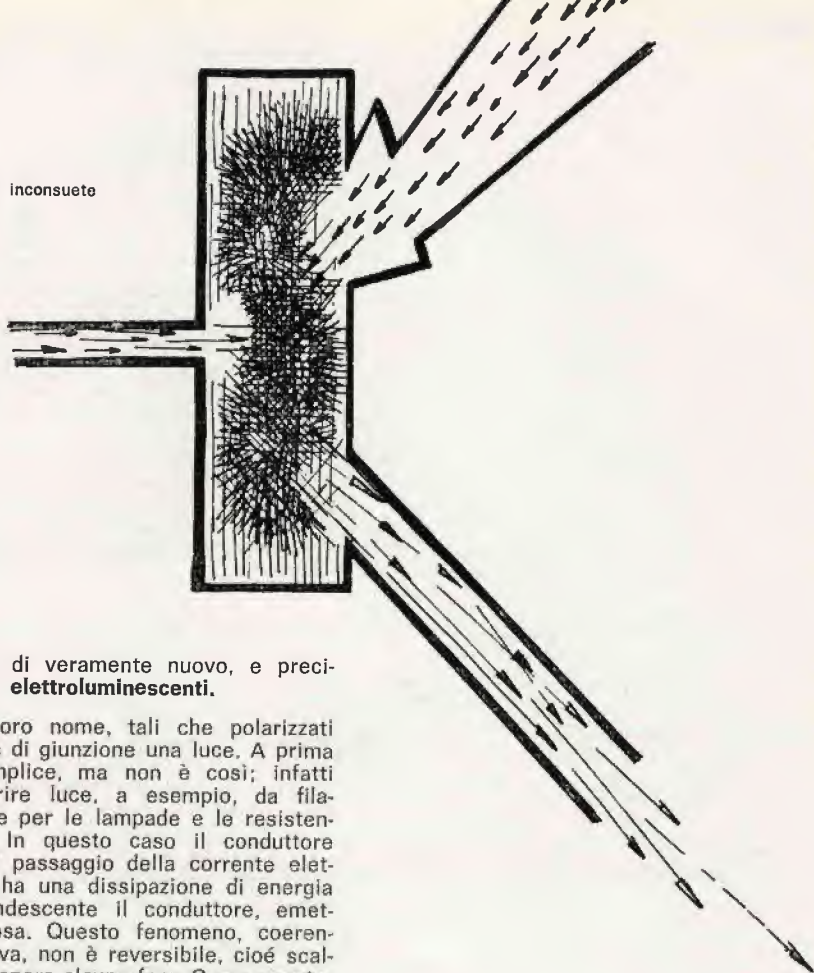 inconsuete
di veramente nuovo, e preci-
elettroluminescenti.
oro nome, tali che polarizzati
di giunzione una luce. A prima
plice, ma non è così; infatti
rire luce, a esempio, da fila-
e per le lampade e le resisten-
In questo caso il conduttore
passaggio della corrente elet-
ha una dissipazione di energia
ndescente il conduttore, emet-
osa. Questo fenomeno, coeren-
va, non è reversibile, cioé scal-